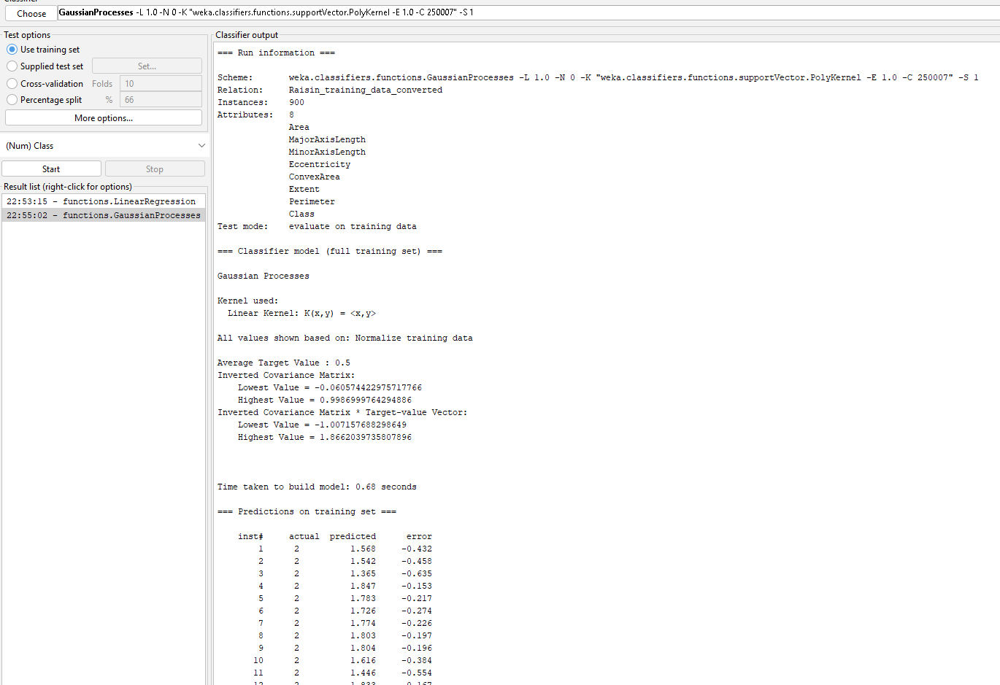 Choose GaussianProcesses -L 1.0 -N 0 -K "weka.classifiers.functions.supportVector.PolyKernel -E 1.0 -C 250007" -S 1
Test options
Use training set
Supplied test set Set...
Cross-validation Folds 10
Percentage split % 66
More options...
(Num) Class
Start Stop
Result list (right-click for options)
22:53:15 - functions.LinearRegression
22:55:02 - functions.GaussianProcesses
Classifier output
=== Run information ===
Scheme: weka.classifiers.functions.GaussianProcesses -L 1.0 -N 0 -K "weka.classifiers.functions.supportVector.PolyKernel -E 1.0 -C 250007" -S 1
Relation: Raisin_training_data_converted
Instances: 900
Attributes: 8
Area
MajorAxisLength
MinorAxisLength
Eccentricity
ConvexArea
Extent
Perimeter
Class
Test mode: evaluate on training data
=== Classifier model (full training set) ===
Gaussian Processes
Kernel used:
Linear Kernel: K(x,y) = <x,y>
All values shown based on: Normalize training data
Average Target Value : 0.5
Inverted Covariance Matrix:
Lowest Value = -0.060574422975717766
Highest Value = 0.9986999764294886
Inverted Covariance Matrix * Target-value Vector:
Lowest Value = -1.007157688298649
Highest Value = 1.8662039735807896
Time taken to build model: 0.68 seconds
=== Predictions on training set ===
inst# actual predicted error
1 2 1.568 -0.432
2 2 1.542 -0.458
3 2 1.365 -0.635
4 2 1.847 -0.153
5 2 1.783 -0.217
6 2 1.726 -0.274
7 2 1.774 -0.226
8 2 1.803 -0.197
9 2 1.804 -0.196
10 2 1.616 -0.384
11 2 1.446 -0.554